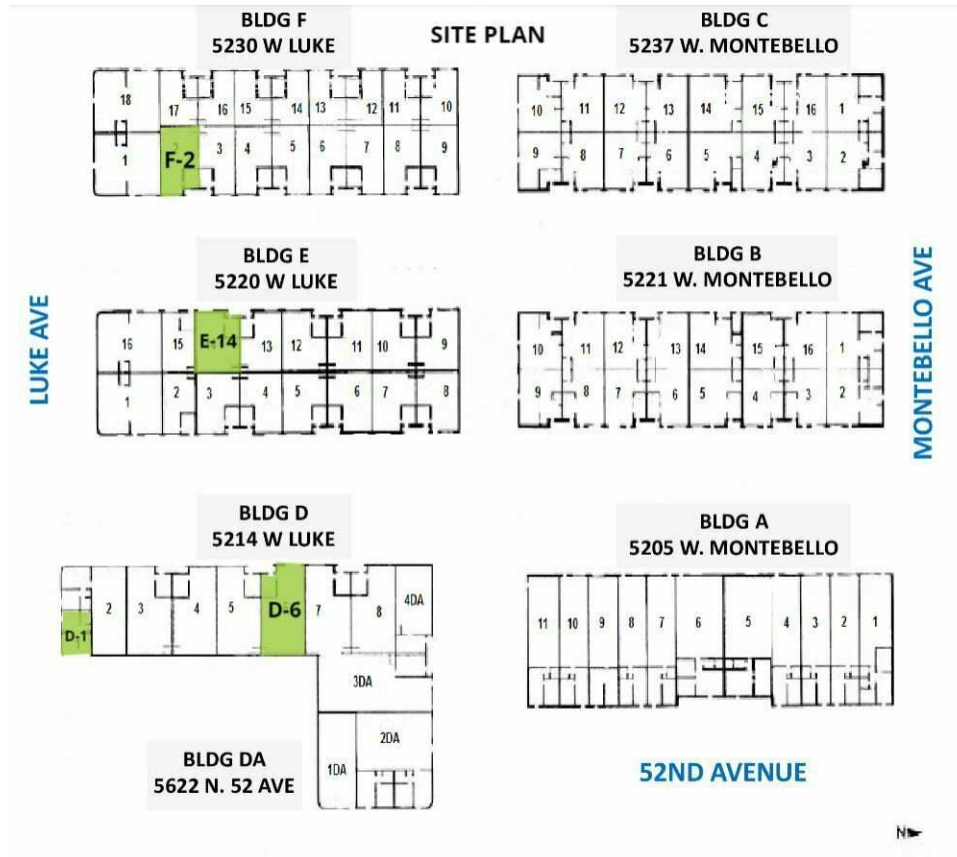 BLDG F
5230 W LUKE
SITE PLAN
BLDG C
5237 W. MONTEBELLO
18 17 16 15 14 13 12 11 10
1 2 3 4 5 6 7 8 9
F-2
10 11 12 13 14 15 16 1
9 8 7 6 5 4 3 2
BLDG E
5220 W LUKE
BLDG B
5221 W. MONTEBELLO
LUKE AVE
MONTEBELLO AVE
16 15 E-14 13 12 11 10 9
1 2 3 4 5 6 7 8
10 11 12 13 14 15 16 1
9 8 7 6 5 4 3 2
BLDG D
5214 W LUKE
BLDG A
5205 W. MONTEBELLO
D-1 2 3 4 5 D-6 7 8 4DA
3DA
2DA
1DA
11 10 9 8 7 6 5 4 3 2 1
BLDG DA
5622 N. 52 AVE
52ND AVENUE
N